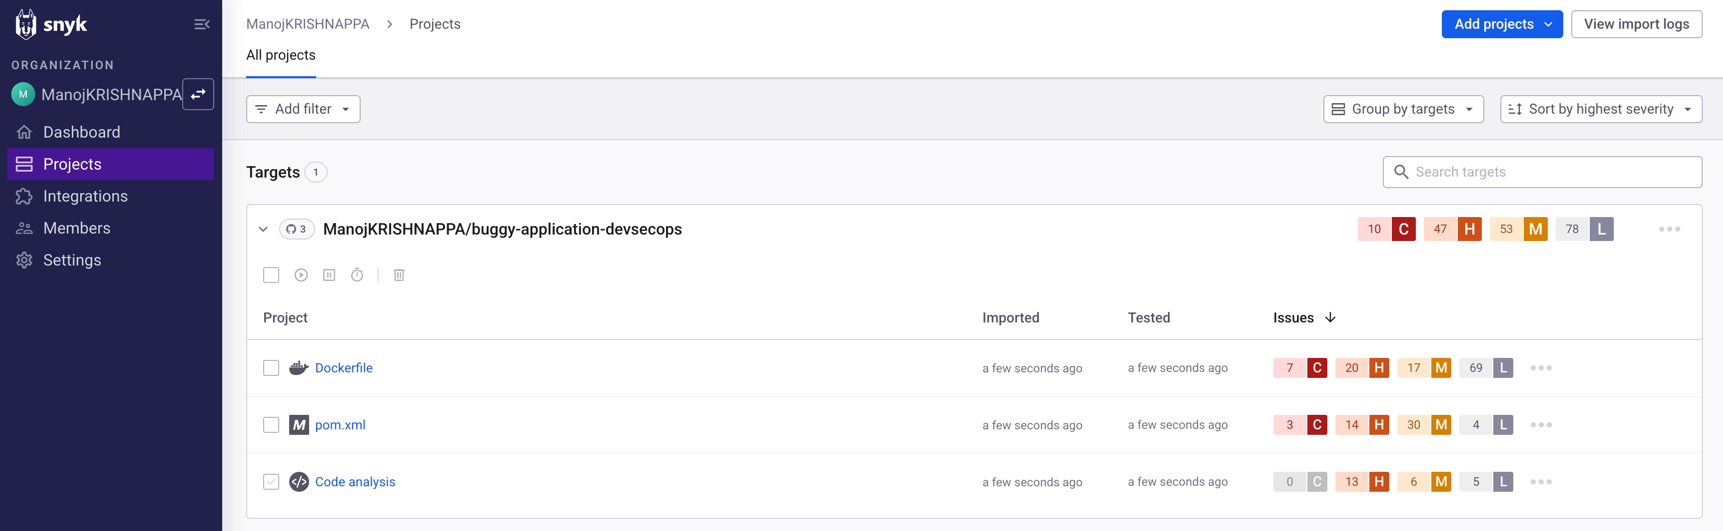 snyk
ManojKRISHNAPPA > Projects
Add projects
View import logs
All projects
ORGANIZATION
M ManojKRISHNAPPA
Dashboard
Projects
Integrations
Members
Settings
Add filter
Group by targets
Sort by highest severity
Targets 1
Search targets
3 ManojKRISHNAPPA/buggy-application-devsecops 10 C 47 H 53 M 78 L
Project Imported Tested Issues
Dockerfile a few seconds ago a few seconds ago 7 C 20 H 17 M 69 L
M pom.xml a few seconds ago a few seconds ago 3 C 14 H 30 M 4 L
</> Code analysis a few seconds ago a few seconds ago 0 C 13 H 6 M 5 L